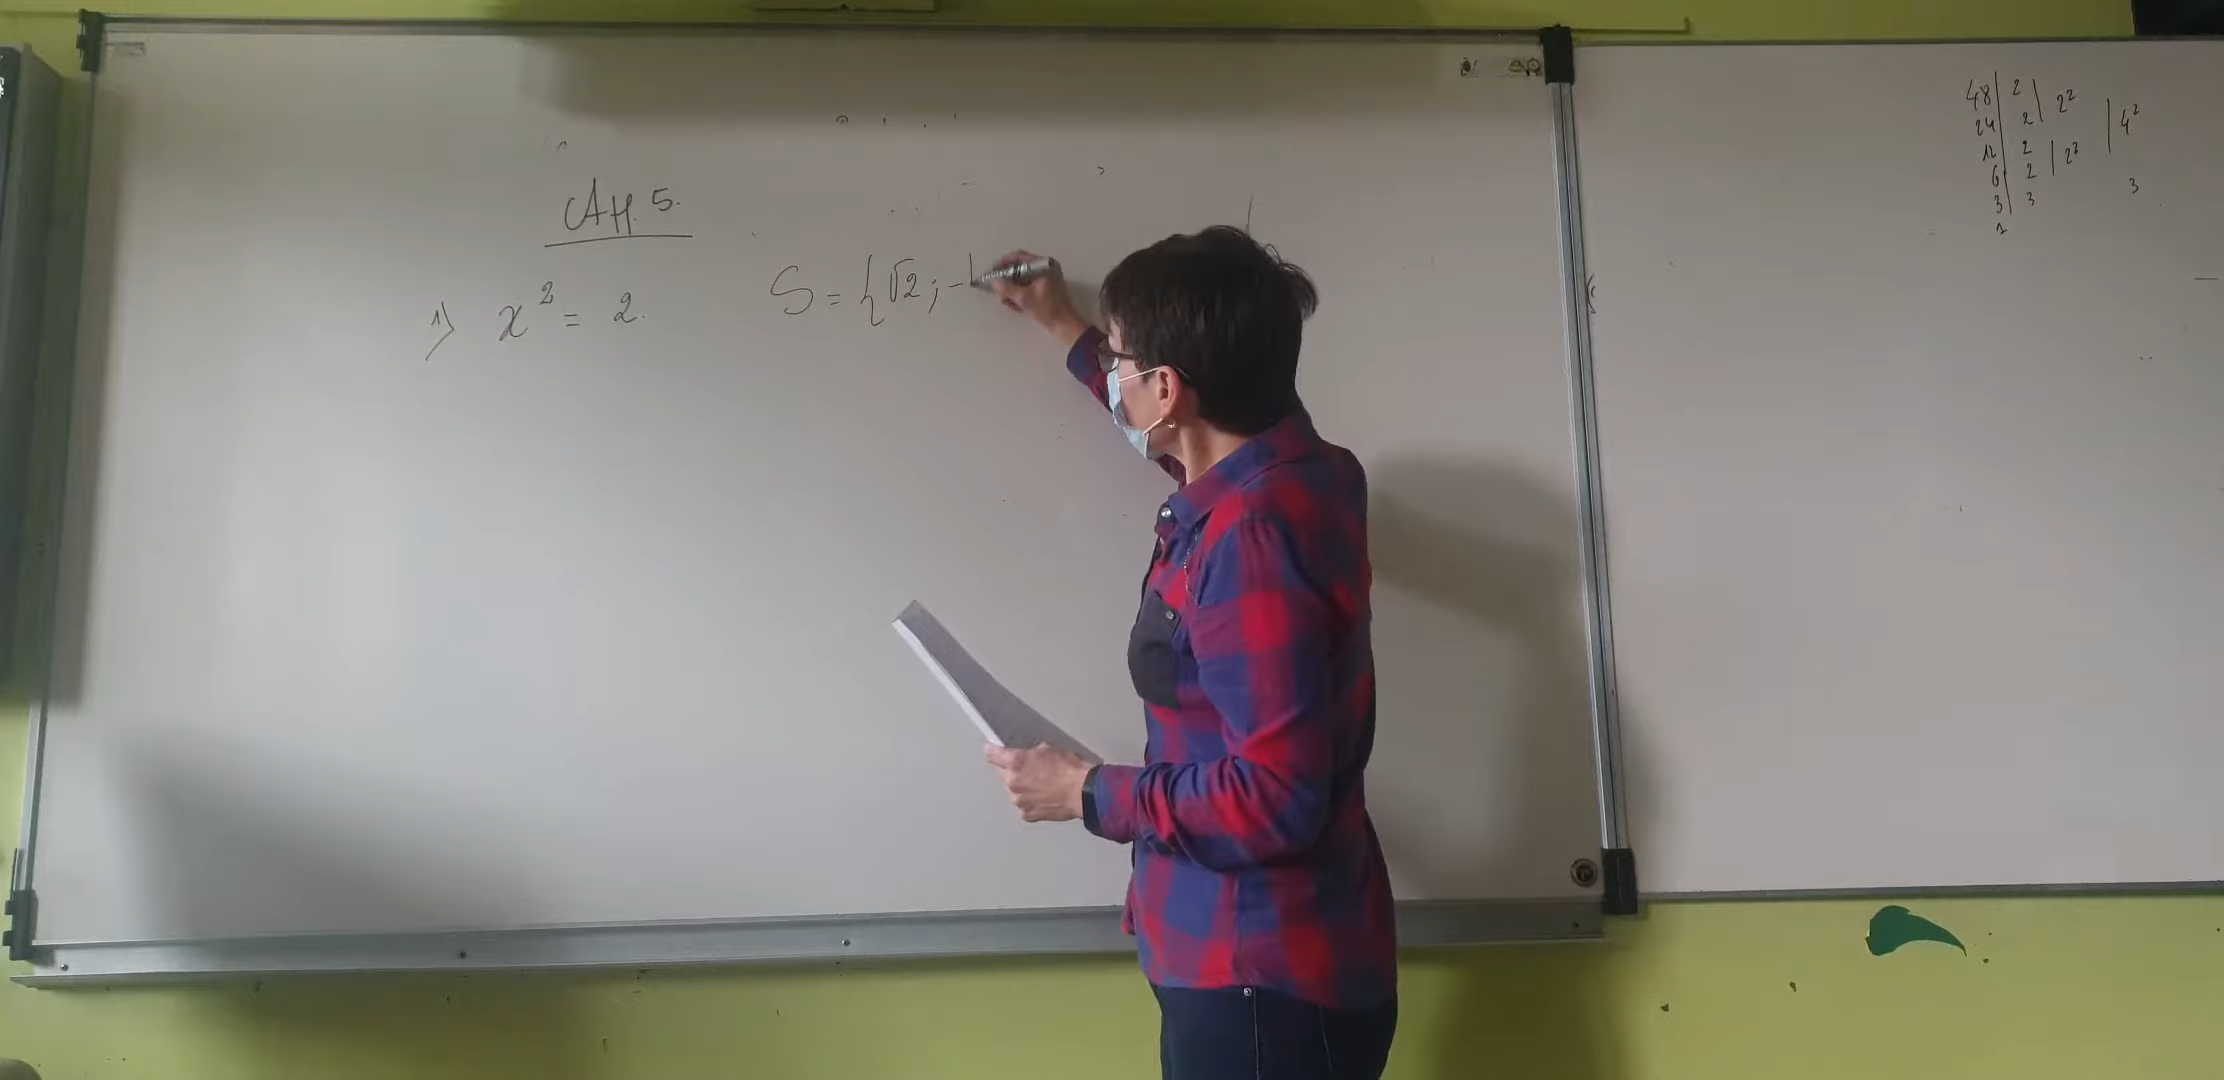 Ch. 5.
1) x² = 2. S = {√2; -
48 | 2 | 2² | 4²
24 | 2
12 | 2 | 2²
6 | 2
3 | 3 3
1